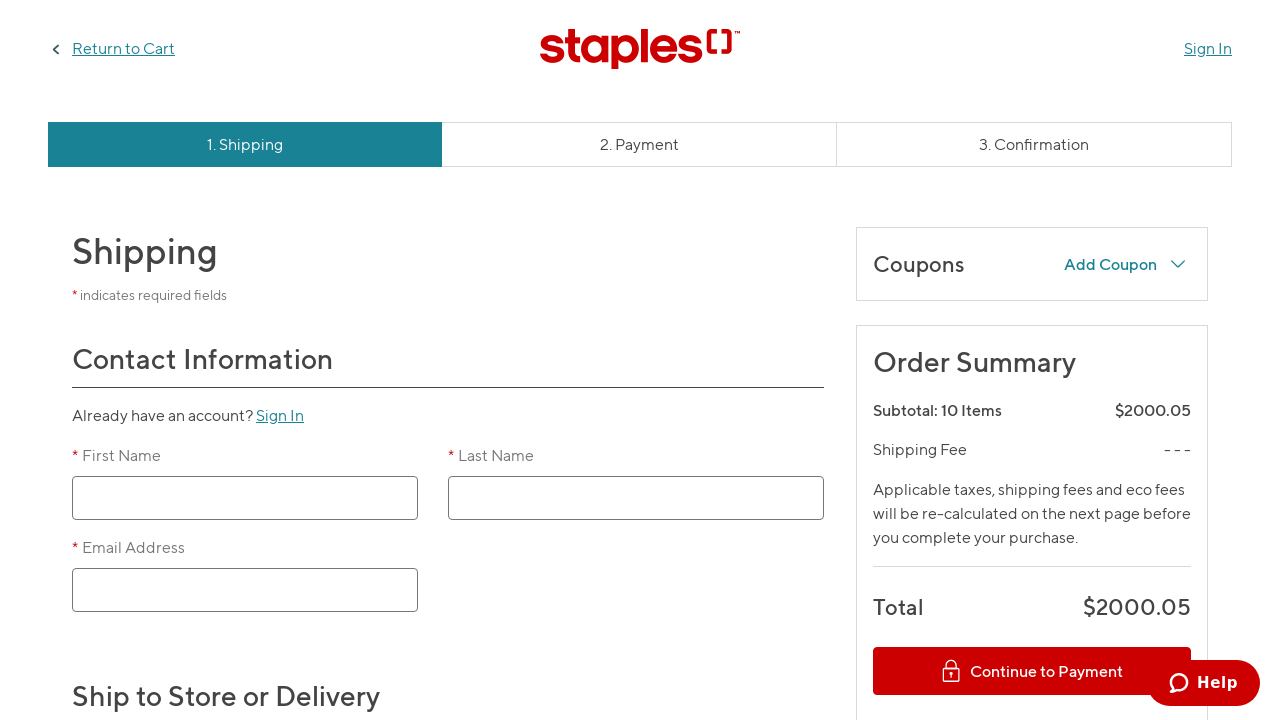 Return to Cart
staples™
Sign In
1. Shipping
2. Payment
3. Confirmation
Shipping
* indicates required fields
Contact Information
Already have an account? Sign In
* First Name
* Last Name
* Email Address
Ship to Store or Delivery
Coupons
Add Coupon
Order Summary
Subtotal: 10 Items $2000.05
Shipping Fee - - -
Applicable taxes, shipping fees and eco fees
will be re-calculated on the next page before
you complete your purchase.
Total $2000.05
Continue to Payment
Help